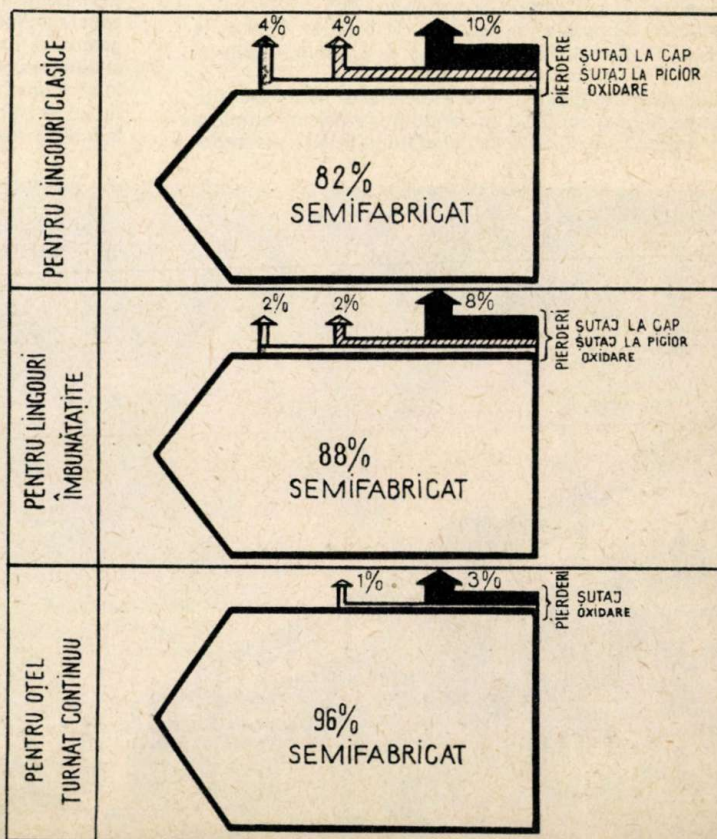 PENTRU LINGOURI CLASICE
4% 4% 10%
PIERDERE
ȘUTAJ LA CAP
ȘUTAJ LA PICIOR
OXIDARE
82%
SEMIFABRICAT
PENTRU LINGOURI
ÎMBUNĂTAȚITE
2% 2% 8%
PIERDERI
ȘUTAJ LA CAP
ȘUTAJ LA PICIOR
OXIDARE
88%
SEMIFABRICAT
PENTRU OȚEL
TURNAT CONTINUU
1% 3%
PIERDERI
ȘUTAJ
OXIDARE
96%
SEMIFABRICAT